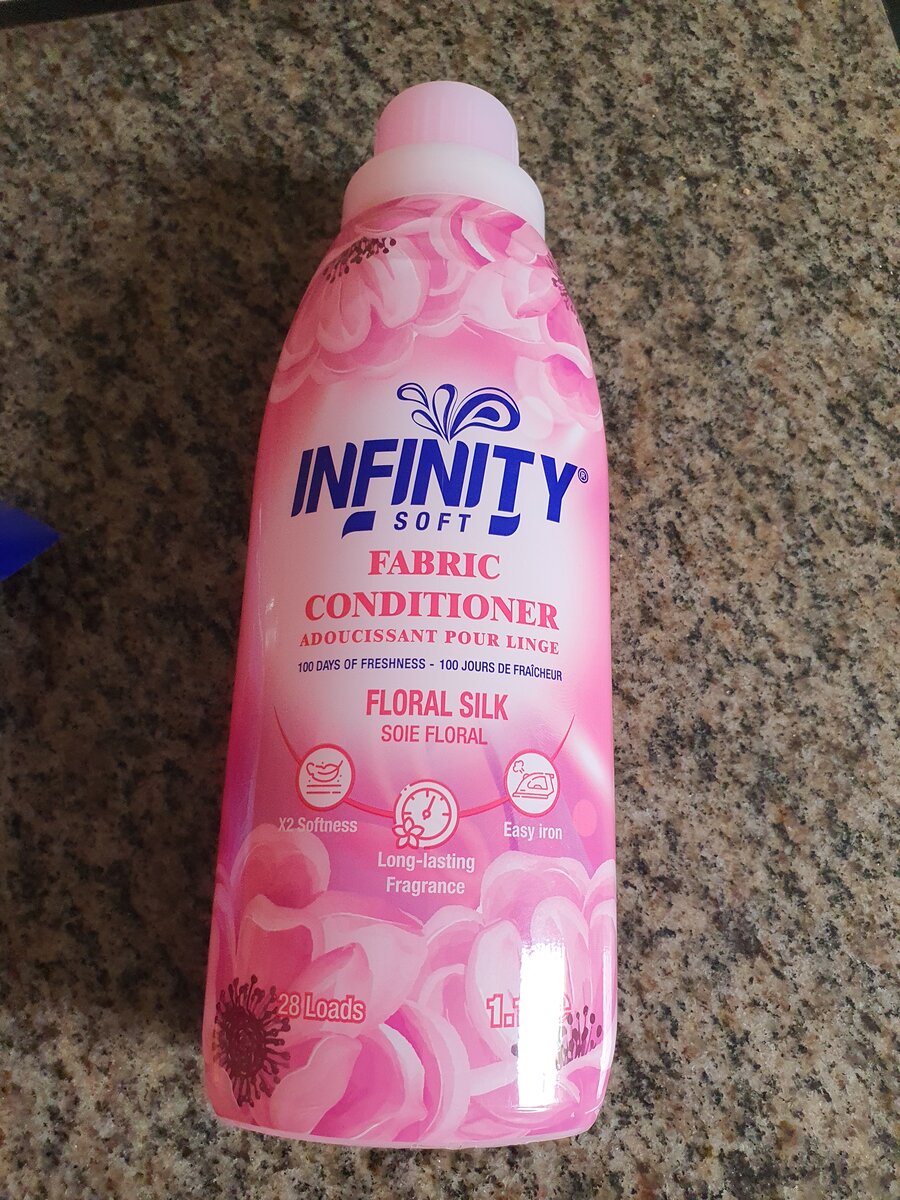 INFINITY®
SOFT
FABRIC
CONDITIONER
ADOUCISSANT POUR LINGE
100 DAYS OF FRESHNESS - 100 JOURS DE FRAÎCHEUR
FLORAL SILK
SOIE FLORAL
X2 Softness
Easy iron
Long-lasting
Fragrance
28 Loads